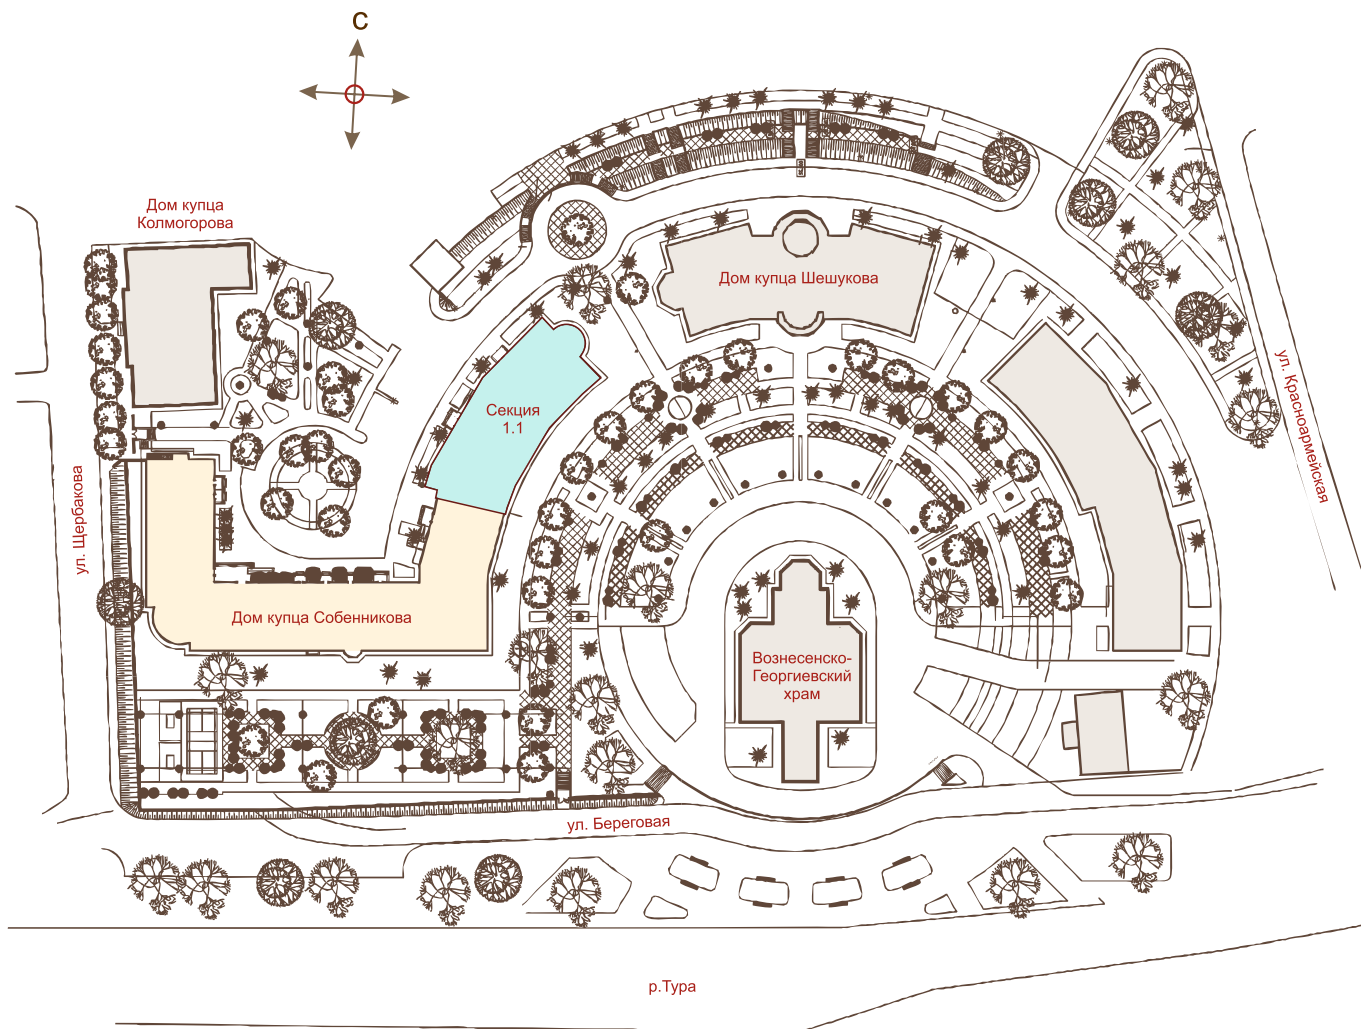 С
Дом купца
Колмогорова
Дом купца Шешукова
Секция
1.1
ул. Красноармейская
ул. Щербакова
Дом купца Собенникова
Вознесенско-
Георгиевский
храм
ул. Береговая
р.Тура